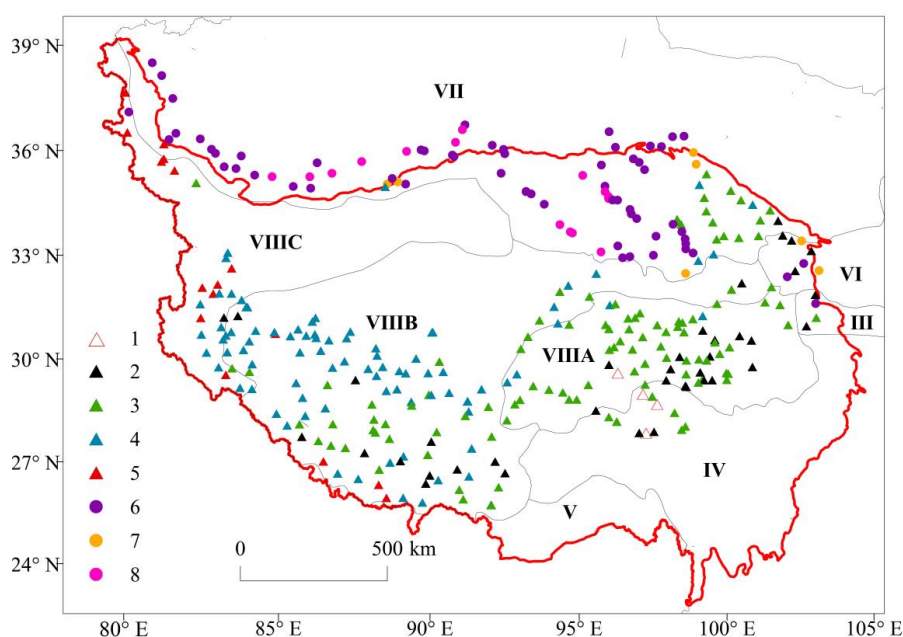 39° N
36° N
33° N
30° N
27° N
24° N
VII
VIIIC
VI
VIIIB
III
VIIIA
IV
V
1
2
3
4
5
6
7
8
0 500 km
80° E 85° E 90° E 95° E 100° E 105° E